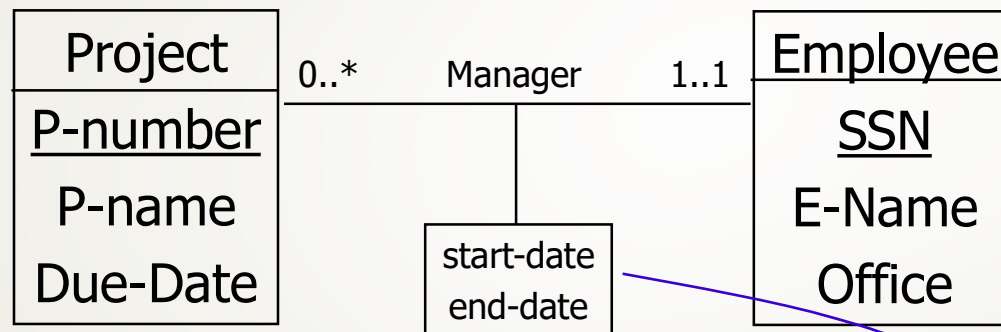 Project
P-number
P-name
Due-Date
0..* Manager 1..1
start-date
end-date
Employee
SSN
E-Name
Office